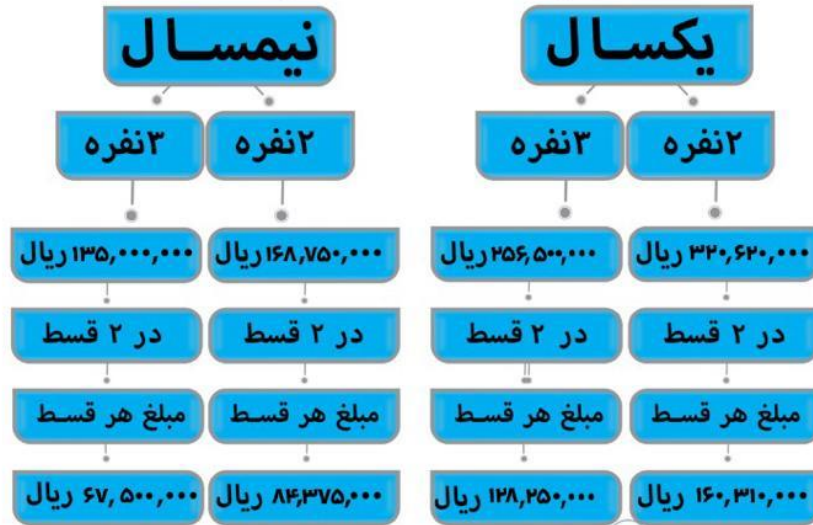 یکسال
۲نفره
۳نفره
۳۲۰,۶۲۰,۰۰۰ ریال
۲۵۶,۵۰۰,۰۰۰ ریال
در ۲ قسط
در ۲ قسط
مبلغ هر قسط
مبلغ هر قسط
۱۶۰,۳۱۰,۰۰۰ ریال
۱۲۸,۲۵۰,۰۰۰ ریال
نیمسال
۲نفره
۳نفره
۱۶۸,۷۵۰,۰۰۰ ریال
۱۳۵,۰۰۰,۰۰۰ ریال
در ۲ قسط
در ۲ قسط
مبلغ هر قسط
مبلغ هر قسط
۸۴,۳۷۵,۰۰۰ ریال
۶۷,۵۰۰,۰۰۰ ریال